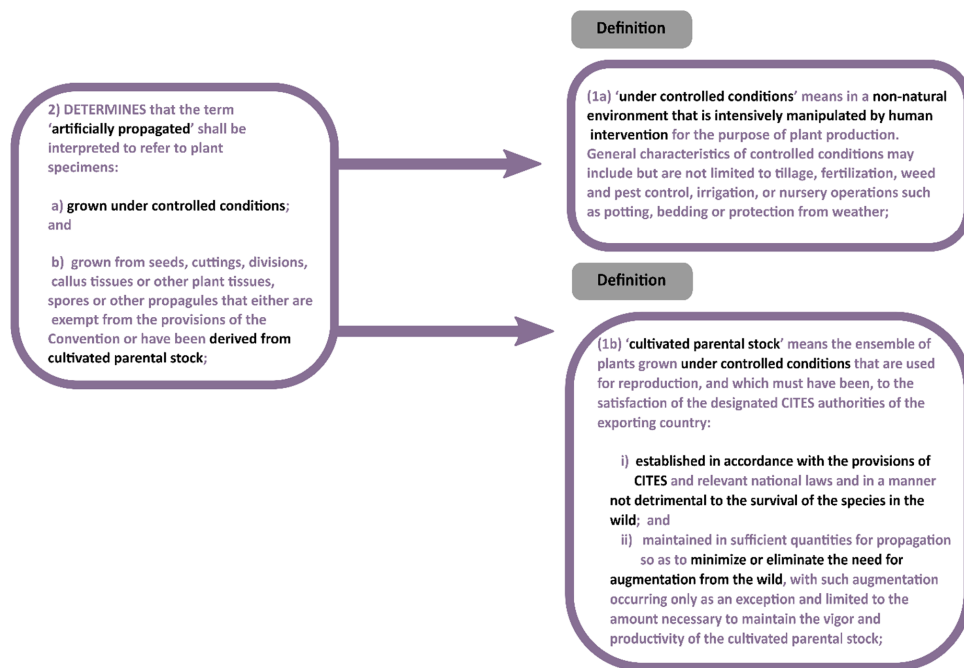 2) DETERMINES that the term
‘artificially propagated’ shall be
interpreted to refer to plant
specimens:
a) grown under controlled conditions;
and
b) grown from seeds, cuttings, divisions,
callus tissues or other plant tissues,
spores or other propagules that either are
exempt from the provisions of the
Convention or have been derived from
cultivated parental stock;
Definition
(1a) ‘under controlled conditions’ means in a non-natural
environment that is intensively manipulated by human
intervention for the purpose of plant production.
General characteristics of controlled conditions may
include but are not limited to tillage, fertilization, weed
and pest control, irrigation, or nursery operations such
as potting, bedding or protection from weather;
Definition
(1b) ‘cultivated parental stock’ means the ensemble of
plants grown under controlled conditions that are used
for reproduction, and which must have been, to the
satisfaction of the designated CITES authorities of the
exporting country:
i) established in accordance with the provisions of
CITES and relevant national laws and in a manner
not detrimental to the survival of the species in the
wild; and
ii) maintained in sufficient quantities for propagation
so as to minimize or eliminate the need for
augmentation from the wild, with such augmentation
occurring only as an exception and limited to the
amount necessary to maintain the vigor and
productivity of the cultivated parental stock;